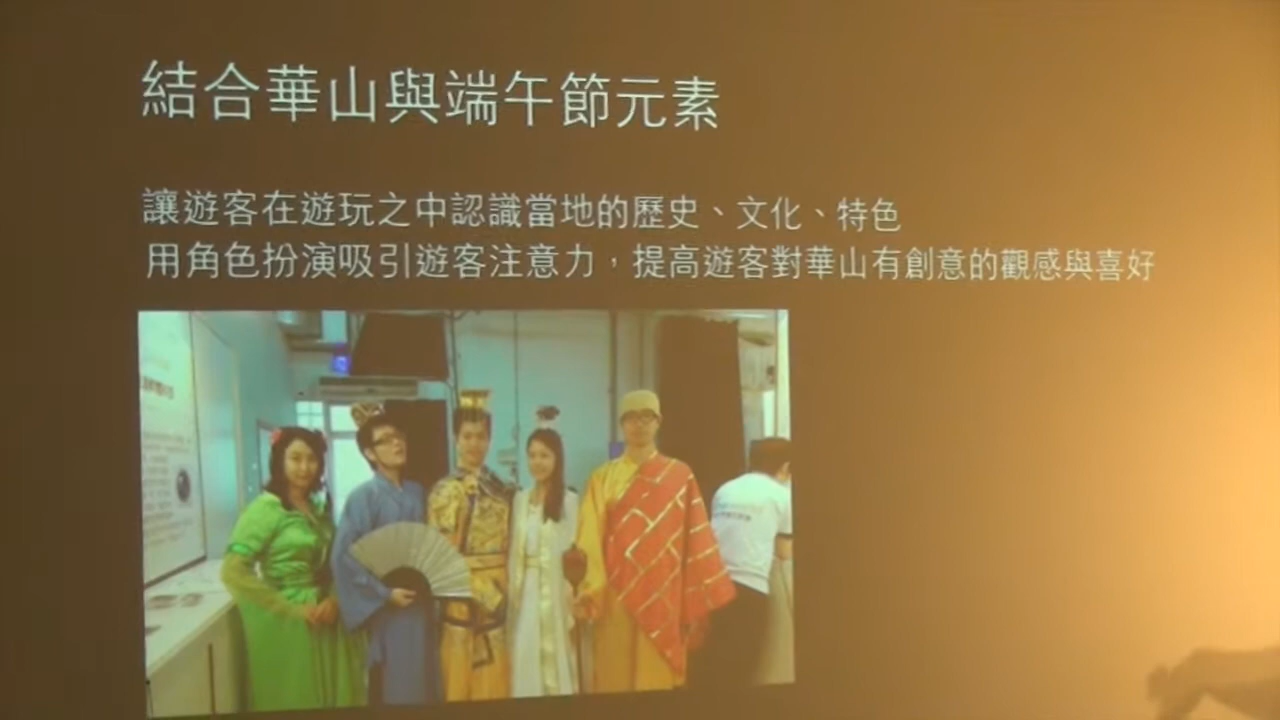 結合華山與端午節元素
讓遊客在遊玩之中認識當地的歷史、文化、特色
用角色扮演吸引遊客注意力，提高遊客對華山有創意的觀感與喜好